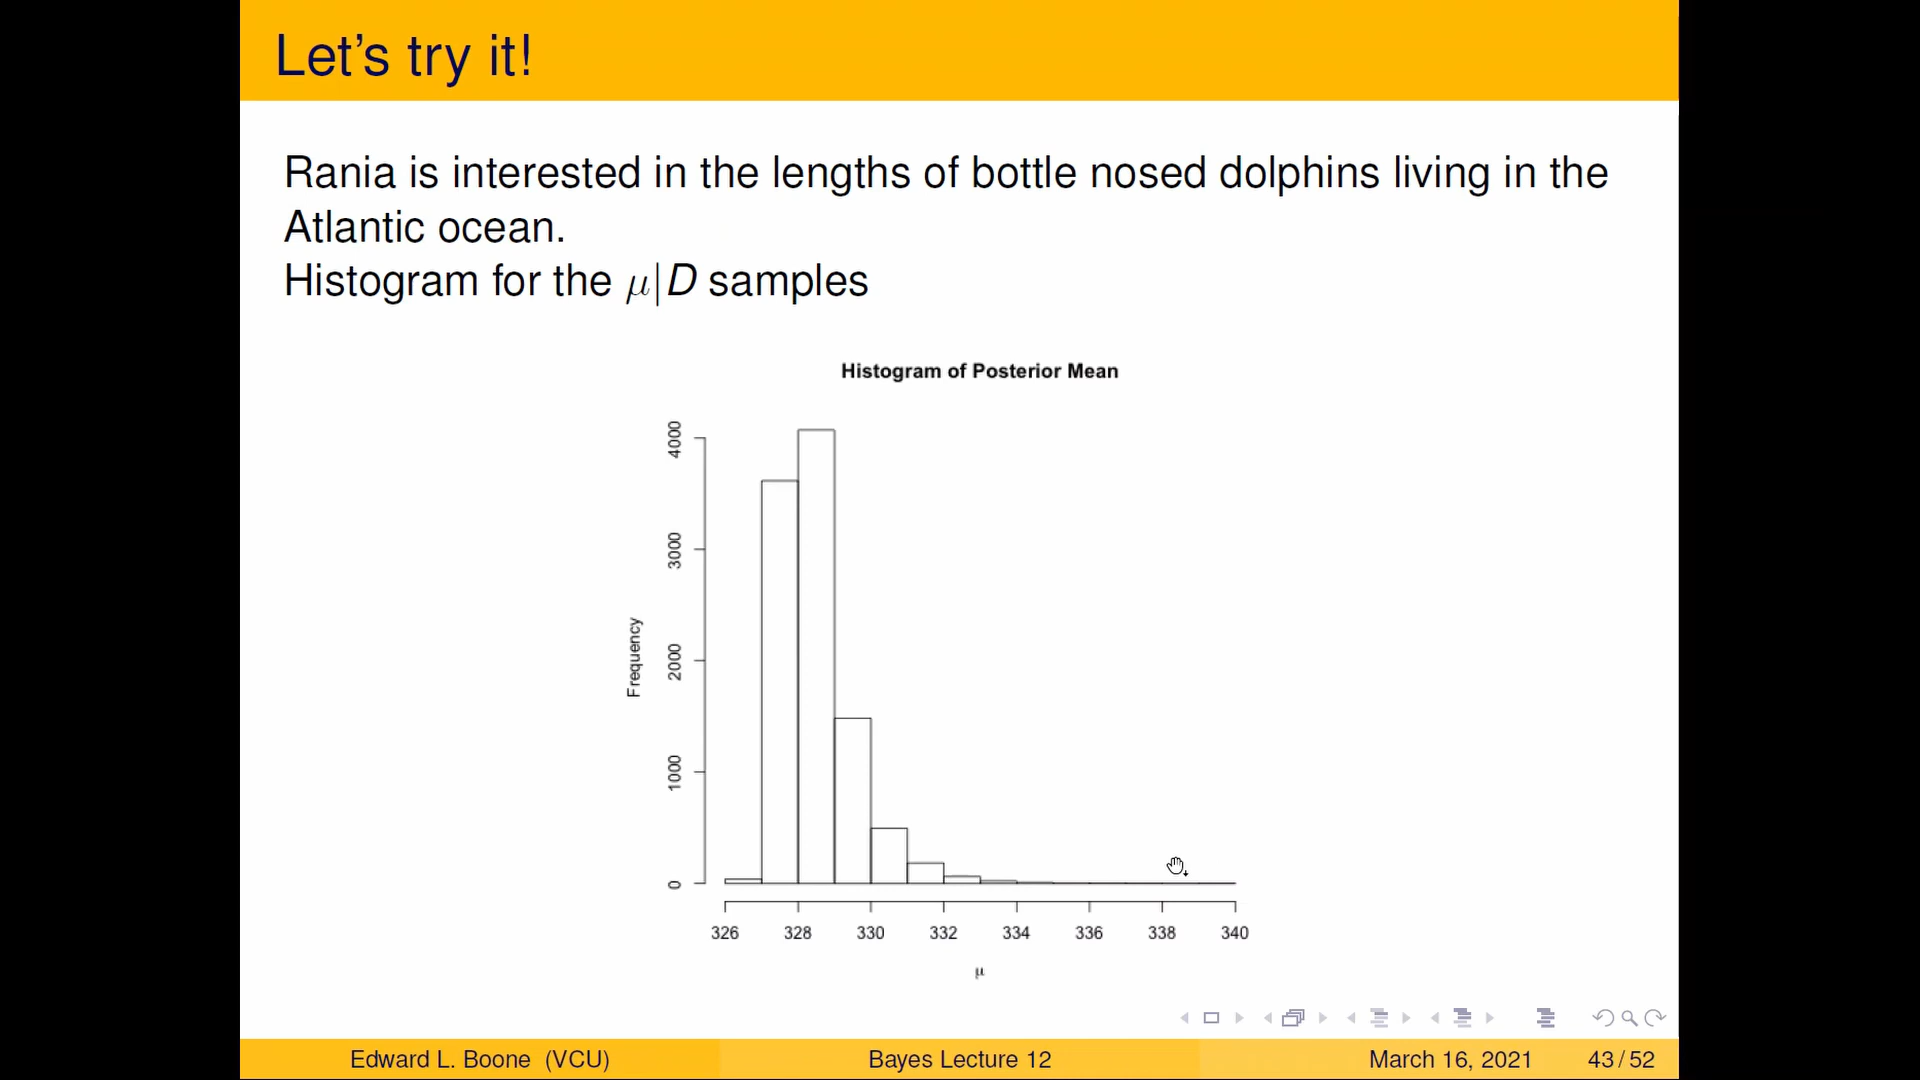 Let's try it!
Rania is interested in the lengths of bottle nosed dolphins living in the
Atlantic ocean.
Histogram for the μ|D samples
Histogram of Posterior Mean
4000
3000
2000
1000
0
Frequency
326 328 330 332 334 336 338 340
μ
Edward L. Boone (VCU) Bayes Lecture 12 March 16, 2021 43 / 52